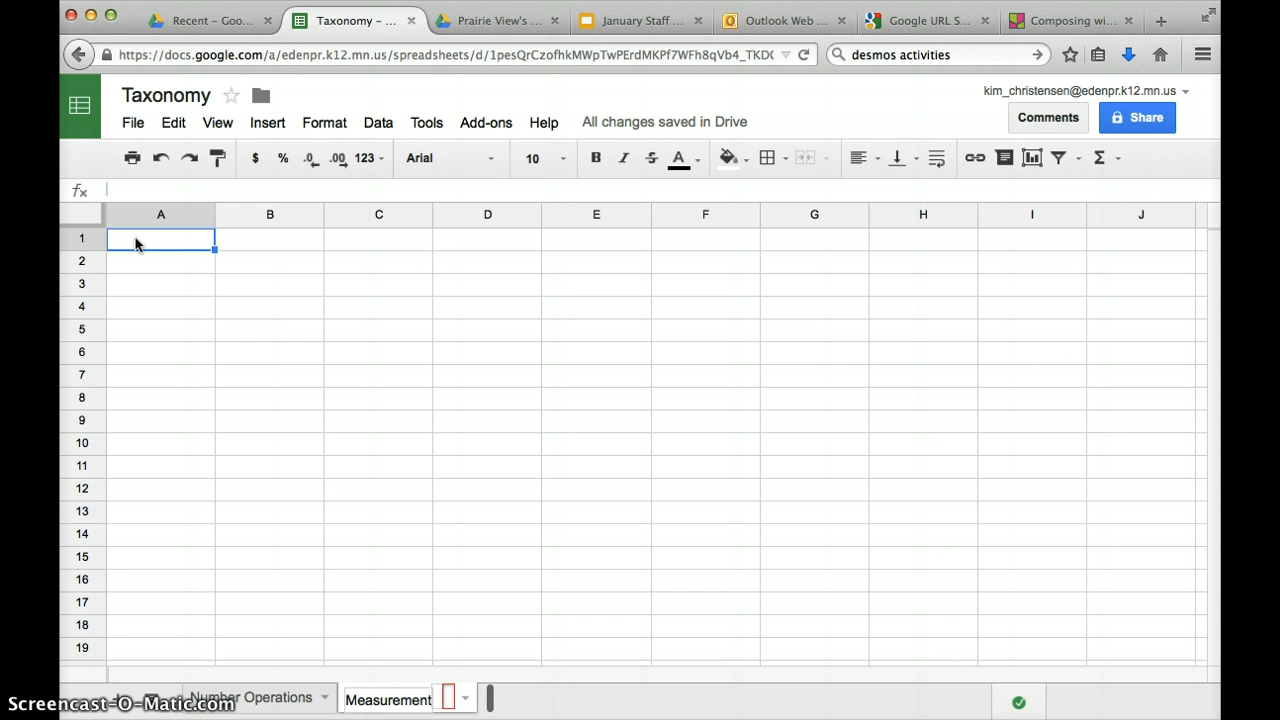 Recent – Goo... × Taxonomy – ... × Prairie View's ... × January Staff ... × Outlook Web ... × Google URL S... × Composing wi... × +
https://docs.google.com/a/edenpr.k12.mn.us/spreadsheets/d/1pesQrCzofhkMWpTwPErdMKPf7WFh8qVb4_TKD desmos activities
Taxonomy
kim_christensen@edenpr.k12.mn.us
File Edit View Insert Format Data Add-ons Tools Help All changes saved in Drive
Comments Share
$ % .0 .00 123 Arial 10 B I S A Σ
fx
A B C D E F G H I J
1
2
3
4
5
6
7
8
9
10
11
12
13
14
15
16
17
18
19
Number Operations Measurement
Screencast-O-Matic.com